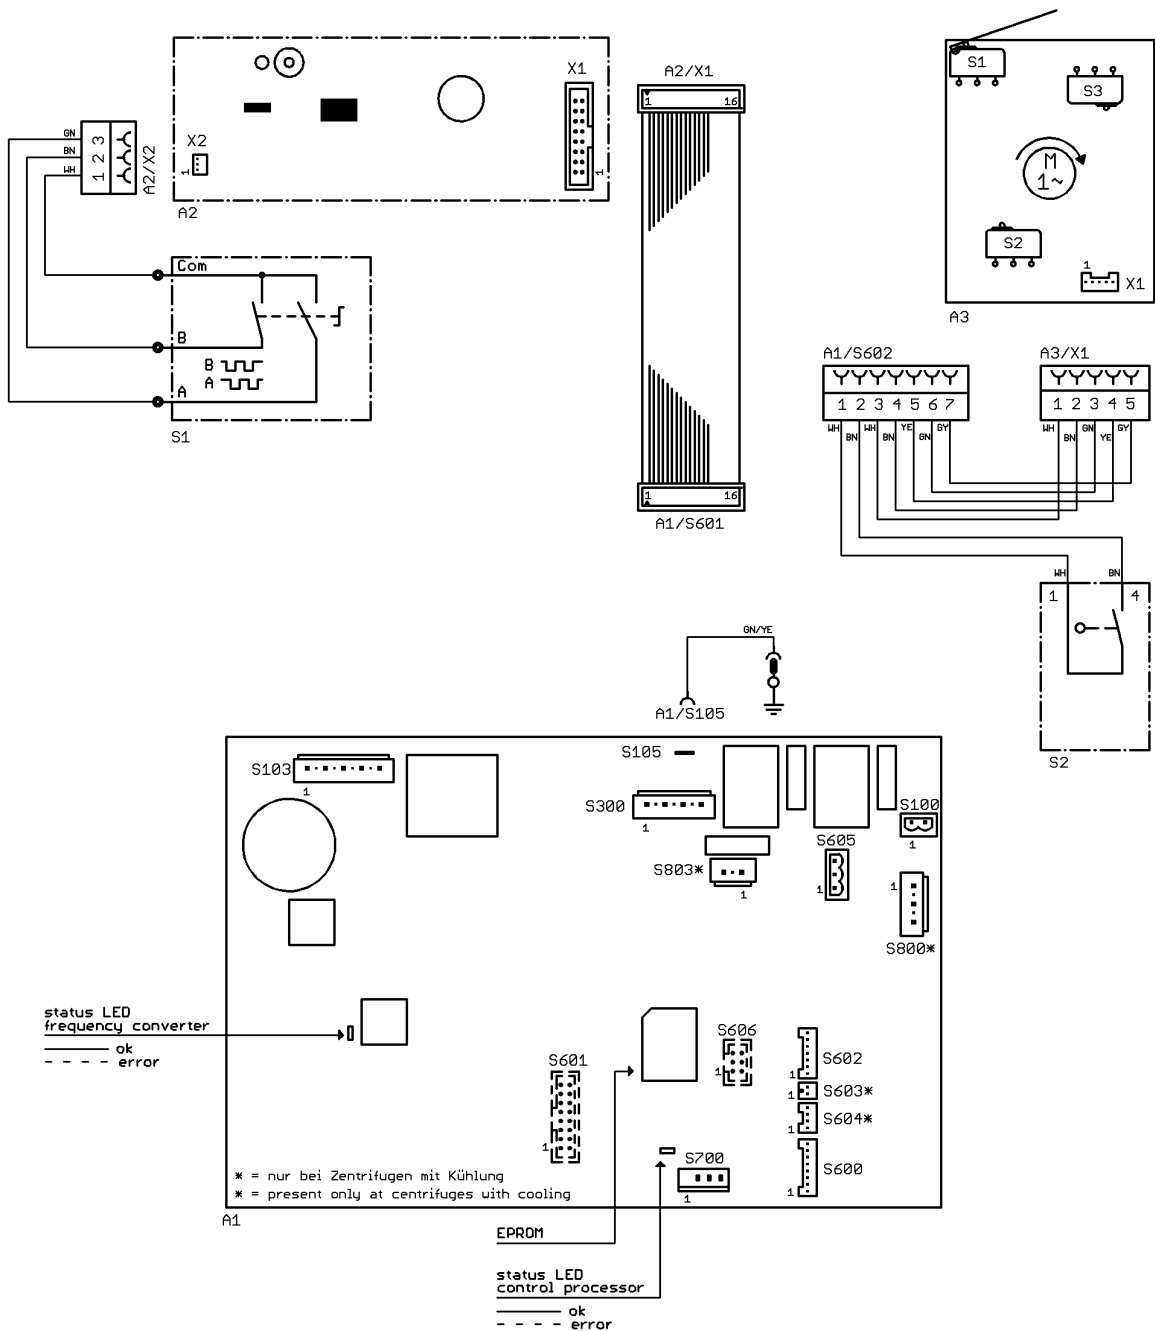 X2
1
X1
1
A2
GN
BN
WH
1 2 3
A2/X2
Com
B
B
A
A
S1
A2/X1
1 16
1 16
A1/S601
S1
S3
M
1~
S2
1
X1
A3
A1/S602
1 2 3 4 5 6 7
WH BN WH BN YE GN GY
A3/X1
1 2 3 4 5
WH BN GN YE GY
WH BN
1 4
S2
GN/YE
A1/S105
S103
1
S105
S300
1
S100
1
S605
1
S803*
1
1
S800*
status LED
frequency converter
ok
error
S601
1
S606
1
S602
1
S603*
1
S604*
1
S600
1
S700
1
* = nur bei Zentrifugen mit Kühlung
* = present only at centrifuges with cooling
A1
EPROM
status LED
control processor
ok
error